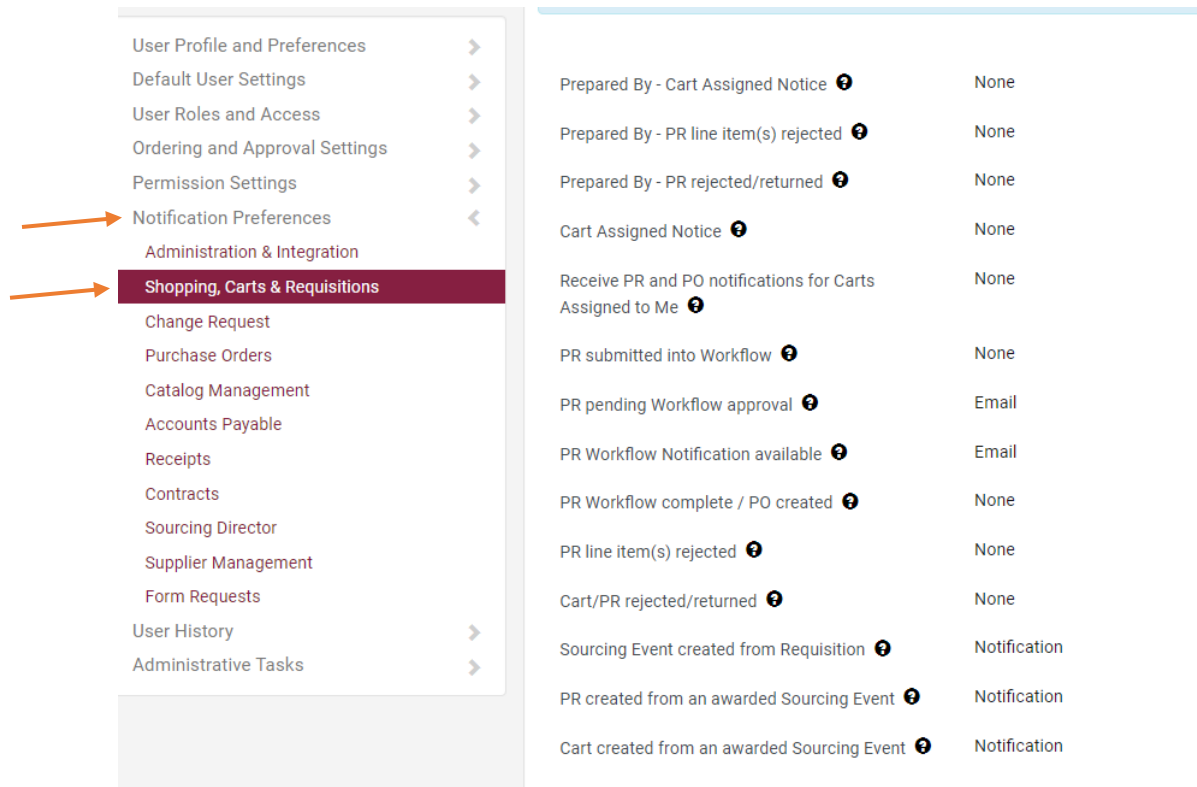 User Profile and Preferences
Default User Settings
User Roles and Access
Ordering and Approval Settings
Permission Settings
Notification Preferences
Administration & Integration
Shopping, Carts & Requisitions
Change Request
Purchase Orders
Catalog Management
Accounts Payable
Receipts
Contracts
Sourcing Director
Supplier Management
Form Requests
User History
Administrative Tasks
Prepared By - Cart Assigned Notice ? None
Prepared By - PR line item(s) rejected ? None
Prepared By - PR rejected/returned ? None
Cart Assigned Notice ? None
Receive PR and PO notifications for Carts None
Assigned to Me ?
PR submitted into Workflow ? None
PR pending Workflow approval ? Email
PR Workflow Notification available ? Email
PR Workflow complete / PO created ? None
PR line item(s) rejected ? None
Cart/PR rejected/returned ? None
Sourcing Event created from Requisition ? Notification
PR created from an awarded Sourcing Event ? Notification
Cart created from an awarded Sourcing Event ? Notification